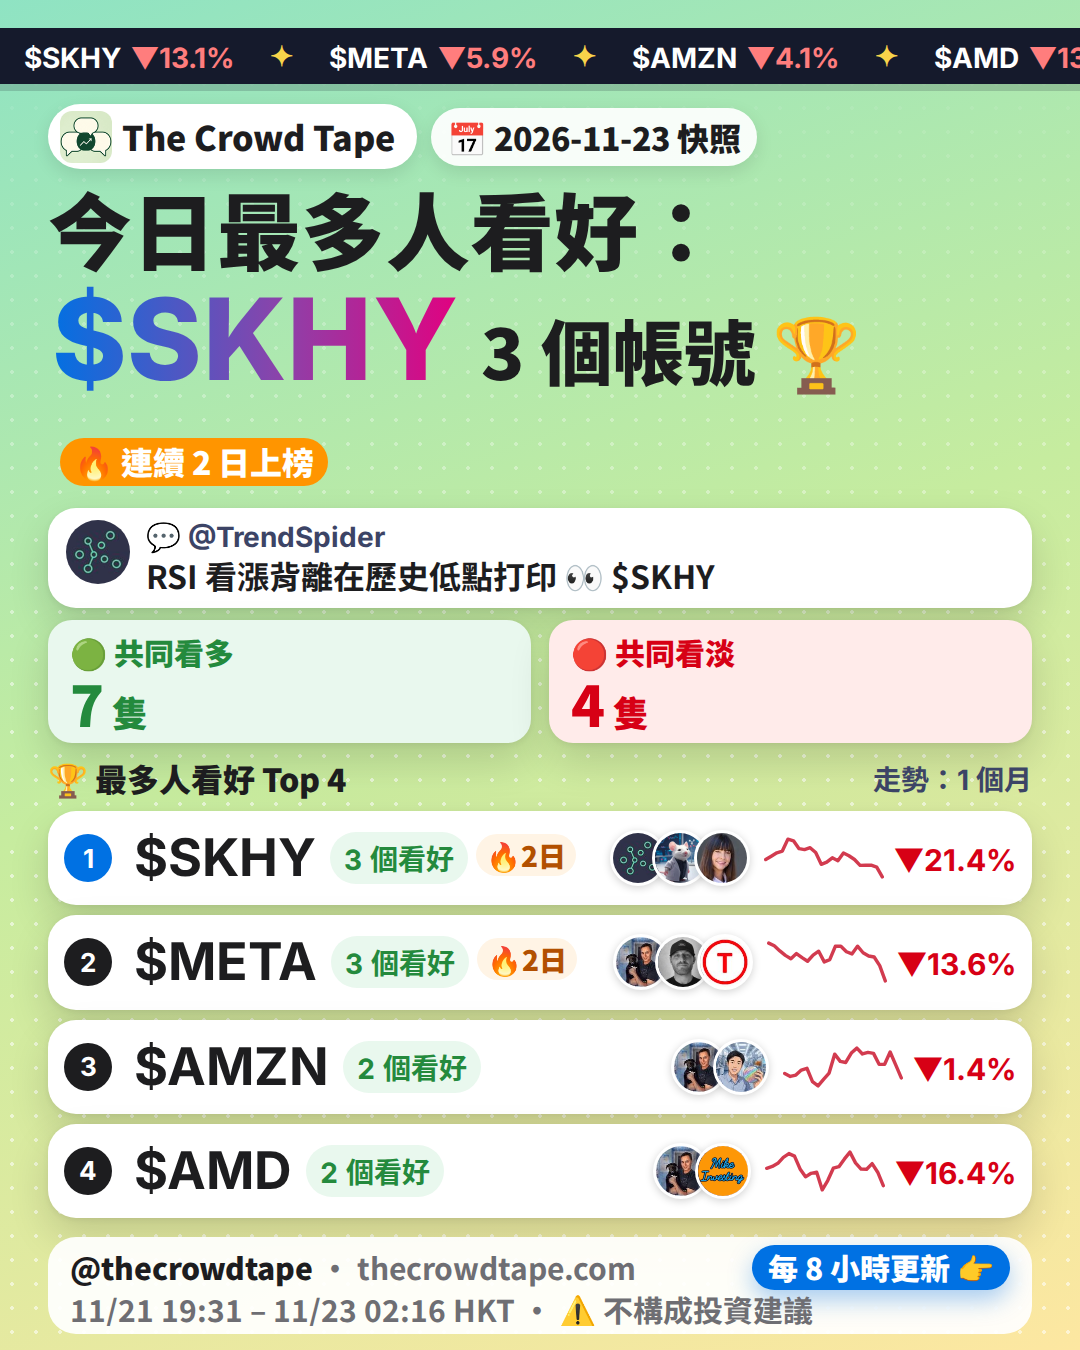 $SKHY ▼13.1% ✦ $META ▼5.9% ✦ $AMZN ▼4.1% ✦ $AMD ▼13
The Crowd Tape
📅 2026-11-23 快照
今日最多人看好：
$SKHY 3 個帳號 🏆
🔥 連續 2 日上榜
💬 @TrendSpider
RSI 看漲背離在歷史低點打印 👀 $SKHY
🟢 共同看多
7 隻
🔴 共同看淡
4 隻
🏆 最多人看好 Top 4
走勢：1 個月
1 $SKHY 3 個看好 🔥2日 ▼21.4%
2 $META 3 個看好 🔥2日 T ▼13.6%
3 $AMZN 2 個看好 ▼1.4%
4 $AMD 2 個看好 Mike Investing ▼16.4%
@thecrowdtape · thecrowdtape.com
每 8 小時更新 👉
11/21 19:31 – 11/23 02:16 HKT · ⚠️ 不構成投資建議